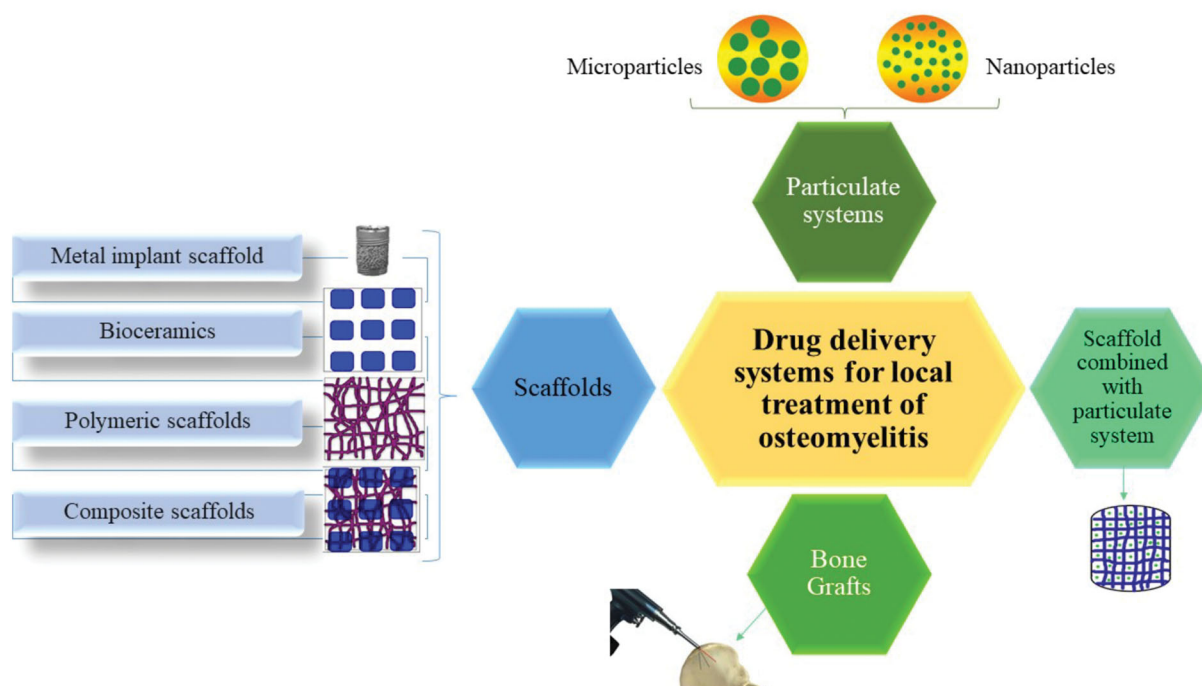 Microparticles
Nanoparticles
Particulate
systems
Metal implant scaffold
Bioceramics
Polymeric scaffolds
Composite scaffolds
Scaffolds
Drug delivery
systems for local
treatment of
osteomyelitis
Scaffold
combined
with
particulate
system
Bone
Grafts